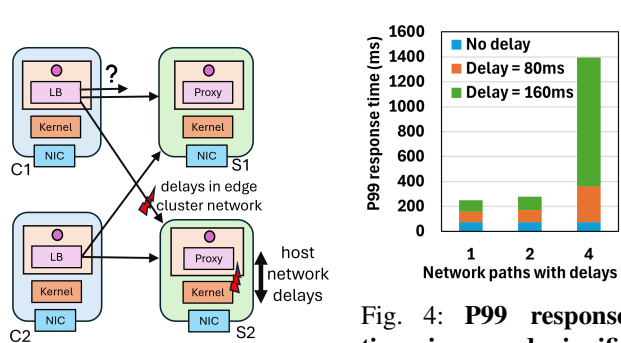 ?
LB
Kernel
NIC
C1
Proxy
Kernel
NIC
S1
delays in edge
cluster network
LB
Kernel
NIC
C2
Proxy
Kernel
NIC
S2
host
network
delays
P99 response time (ms)
1600
1400
1200
1000
800
600
400
200
0
No delay
Delay = 80ms
Delay = 160ms
1 2 4
Network paths with delays
Fig. 4: P99 response